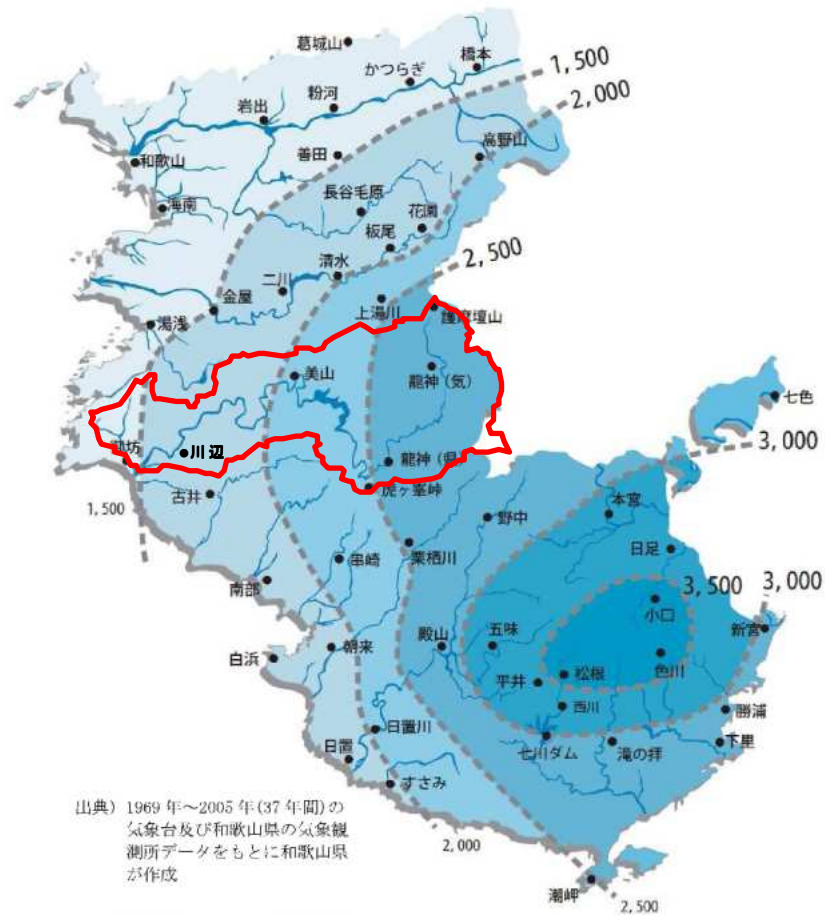 葛城山
橋本
かつらぎ
1,500
粉河
岩出
2,000
高野山
善田
和歌山
長谷毛原
海南
花園
板尾
2,500
清水
二川
上湯川
金屋
護摩壇山
湯浅
龍神(気)
美山
七色
御坊
川辺
3,000
龍神(県)
虎ヶ峯峠
古井
1,500
本宮
野中
日足
栗栖川
串崎
南部
3,500
3,000
小口
新宮
殿山
五味
朝来
白浜
色川
松根
平井
西川
勝浦
日置川
七川ダム
滝の拝
下里
日置
すさみ
出典)1969年~2005年(37年間)の
気象台及び和歌山県の気象観
測所データをもとに和歌山県
が作成
2,000
潮岬
2,500